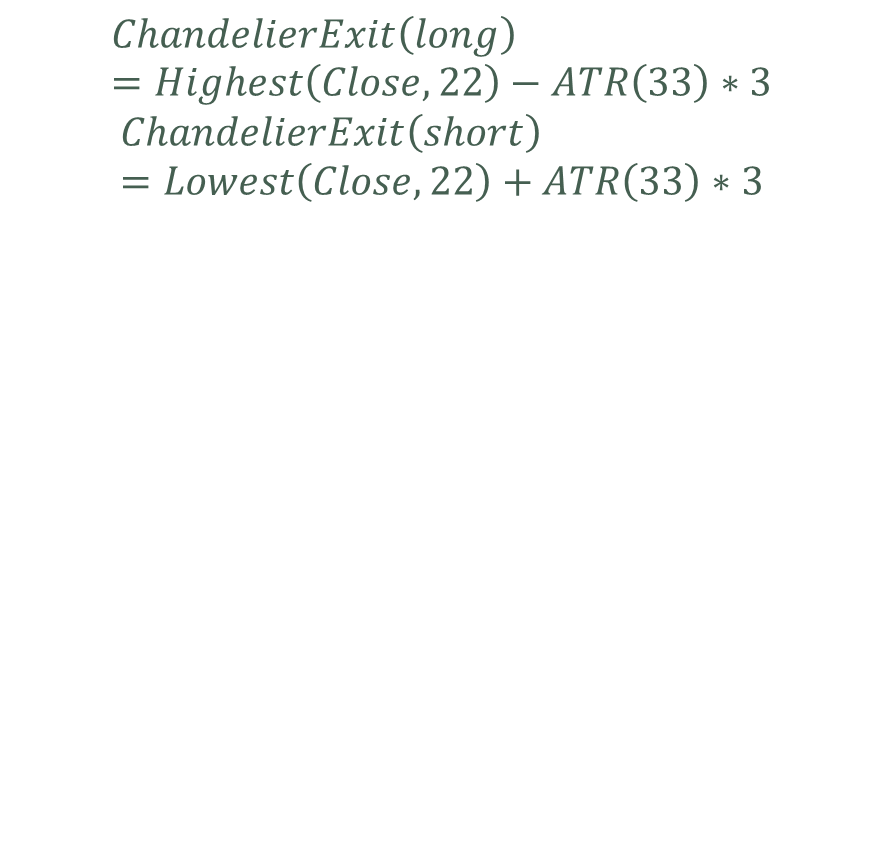 ChandelierExit(long)
= Highest(Close, 22) − ATR(33) ∗ 3
ChandelierExit(short)
= Lowest(Close, 22) + ATR(33) ∗ 3